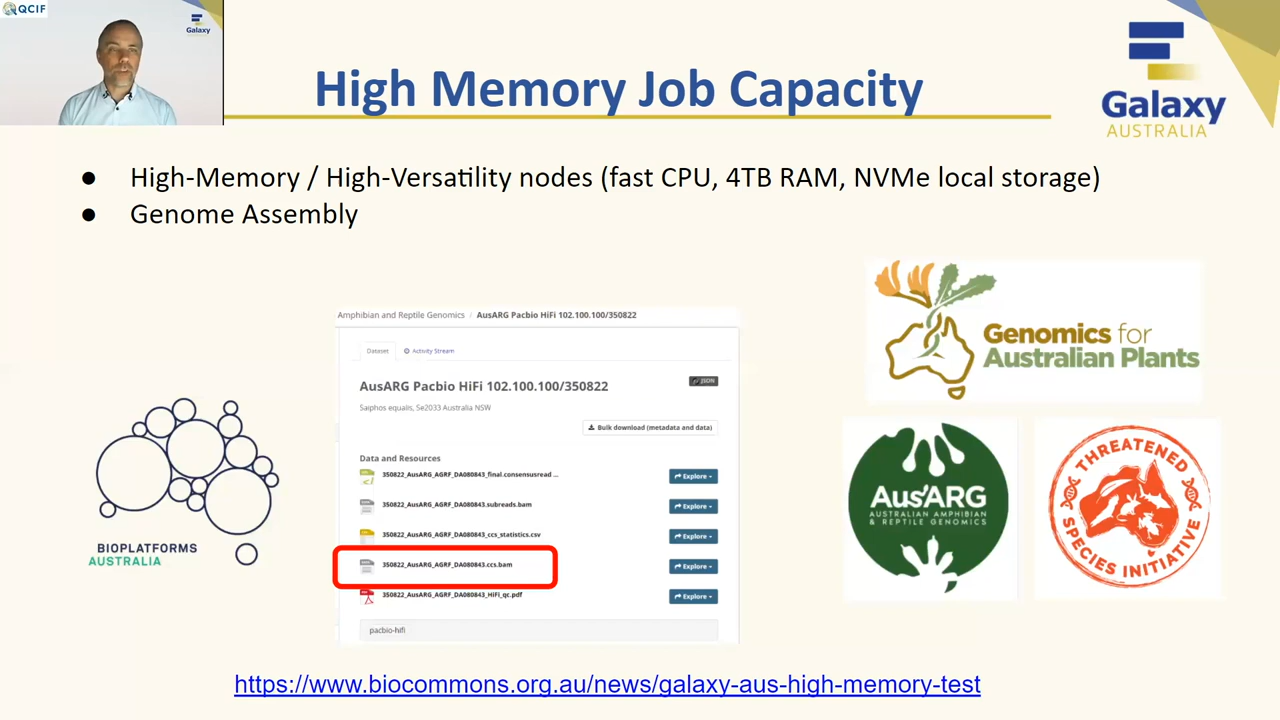 QCIF
Galaxy
High Memory Job Capacity
Galaxy
AUSTRALIA
● High-Memory / High-Versatility nodes (fast CPU, 4TB RAM, NVMe local storage)
● Genome Assembly
Amphibian and Reptile Genomics / AusARG Pacbio HiFi 102.100.100/350822
Dataset Activity Stream
AusARG Pacbio HiFi 102.100.100/350822
JSON
Saiphos equalis, Se2033 Australia NSW
Bulk download (metadata and data)
Data and Resources
350822_AusARG_AGRF_DA080843_final.consensusread ...
Explore
350822_AusARG_AGRF_DA080843.subreads.bam
Explore
350822_AusARG_AGRF_DA080843_ccs_statistics.csv
Explore
350822_AusARG_AGRF_DA080843.ccs.bam
Explore
350822_AusARG_AGRF_DA080843_HiFi_qc.pdf
Explore
pacbio-hifi
BIOPLATFORMS
AUSTRALIA
Genomics for
Australian Plants
Aus'ARG
AUSTRALIAN AMPHIBIAN
& REPTILE GENOMICS
THREATENED
SPECIES INITIATIVE
https://www.biocommons.org.au/news/galaxy-aus-high-memory-test